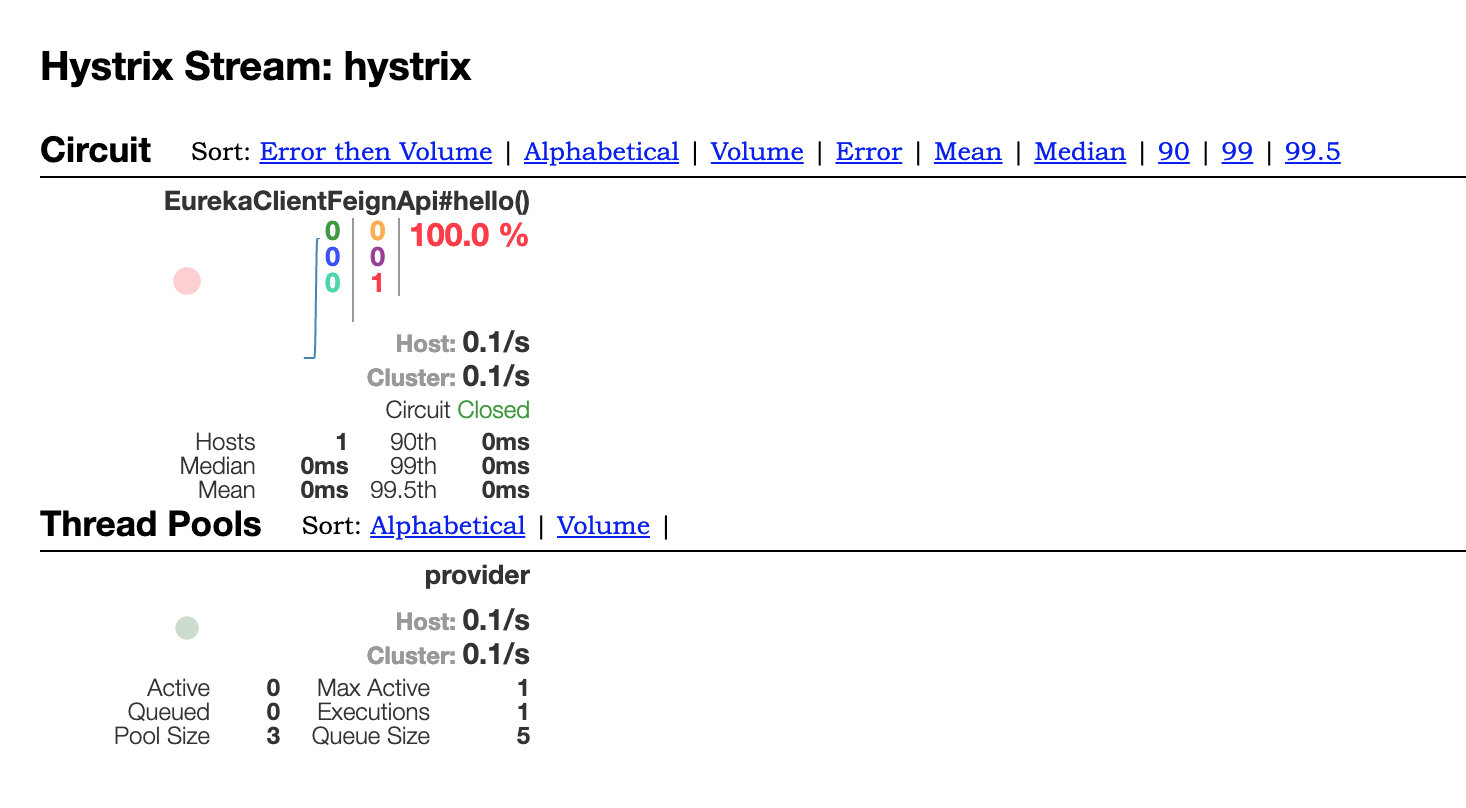 Hystrix Stream: hystrix
Circuit Sort: Error then Volume | Alphabetical | Volume | Error | Mean | Median | 90 | 99 | 99.5
EurekaClientFeignApi#hello()
0 0 100.0 %
0 0
0 1
Host: 0.1/s
Cluster: 0.1/s
Circuit Closed
Hosts 1 90th 0ms
Median 0ms 99th 0ms
Mean 0ms 99.5th 0ms
Thread Pools Sort: Alphabetical | Volume |
provider
Host: 0.1/s
Cluster: 0.1/s
Active 0 Max Active 1
Queued 0 Executions 1
Pool Size 3 Queue Size 5